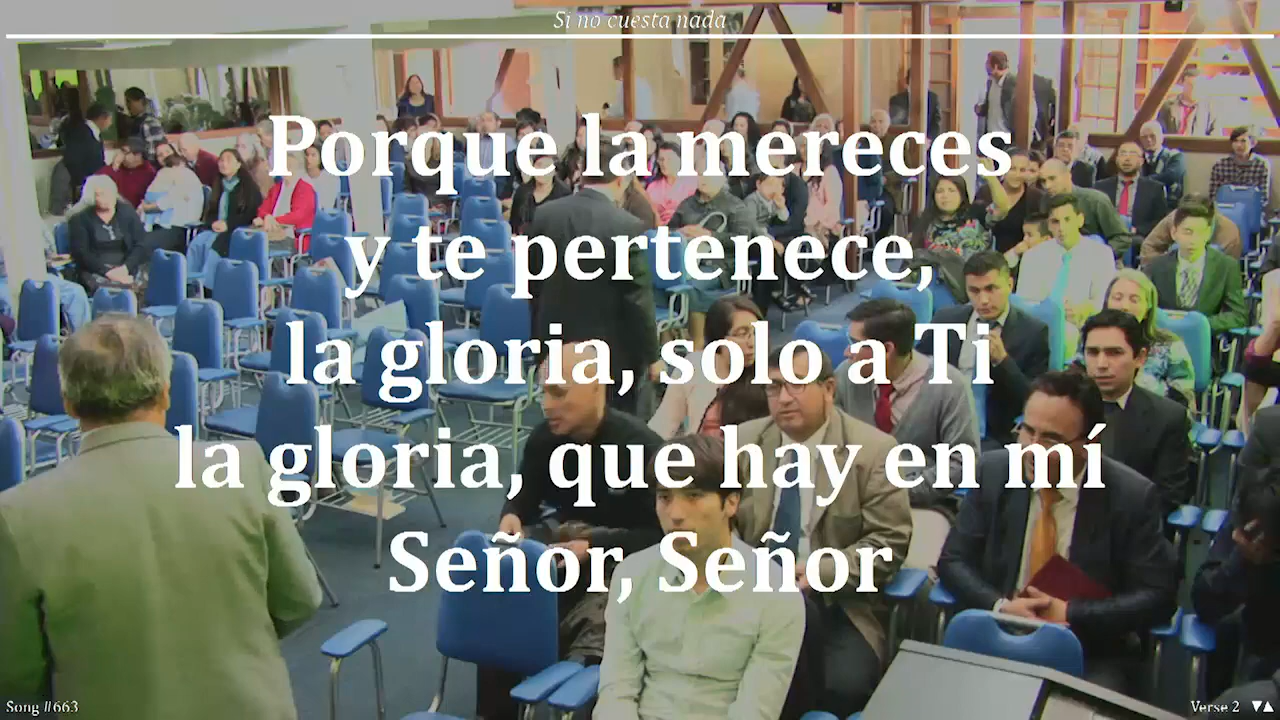 Si no cuesta nada
Porque la mereces
y te pertenece,
la gloria, solo a Ti
la gloria, que hay en mí
Señor, Señor
Song #663
Verse 2 ▼▲